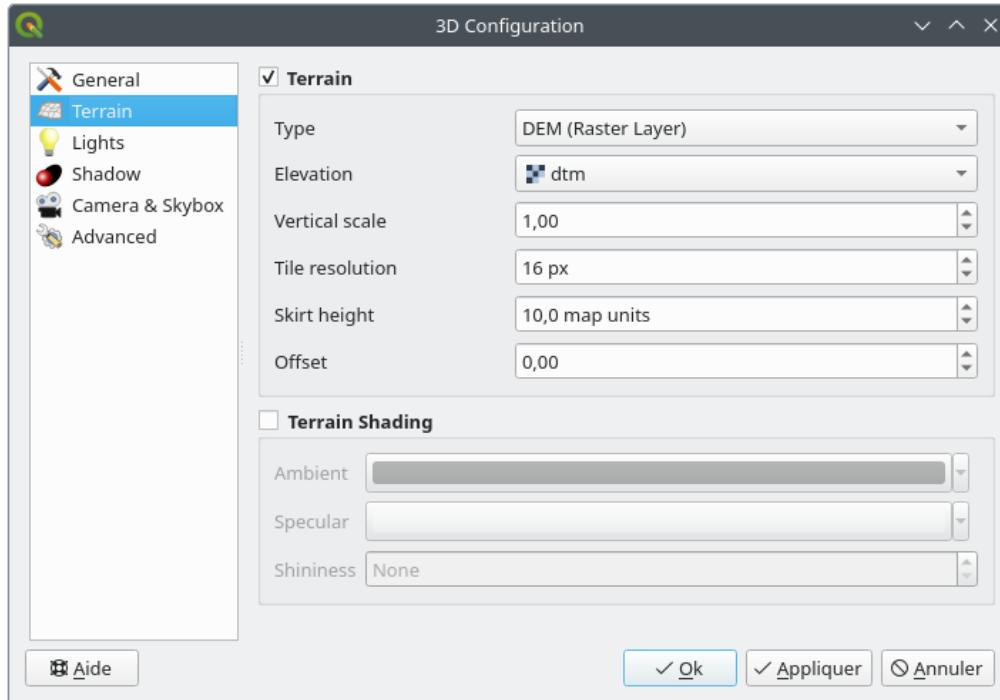 3D Configuration
General
Terrain
Lights
Shadow
Camera & Skybox
Advanced
Terrain
Type DEM (Raster Layer)
Elevation dtm
Vertical scale 1,00
Tile resolution 16 px
Skirt height 10,0 map units
Offset 0,00
Terrain Shading
Ambient
Specular
Shininess None
Aide Ok Appliquer Annuler